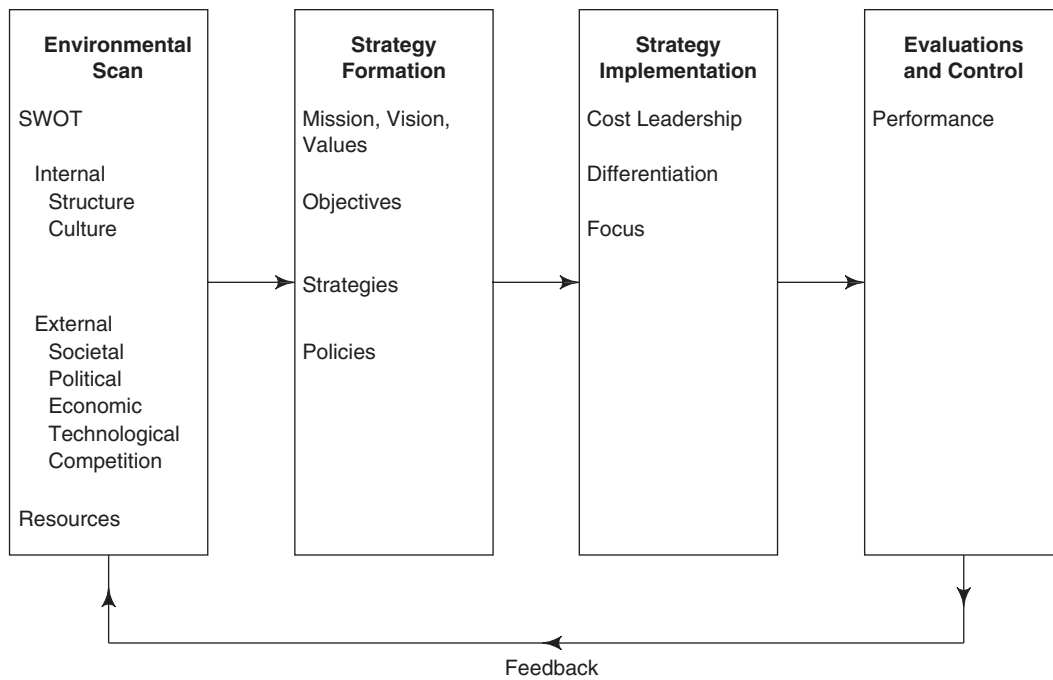 Environmental
Scan
SWOT
Internal
Structure
Culture
External
Societal
Political
Economic
Technological
Competition
Resources
Strategy
Formation
Mission, Vision,
Values
Objectives
Strategies
Policies
Strategy
Implementation
Cost Leadership
Differentiation
Focus
Evaluations
and Control
Performance
Feedback